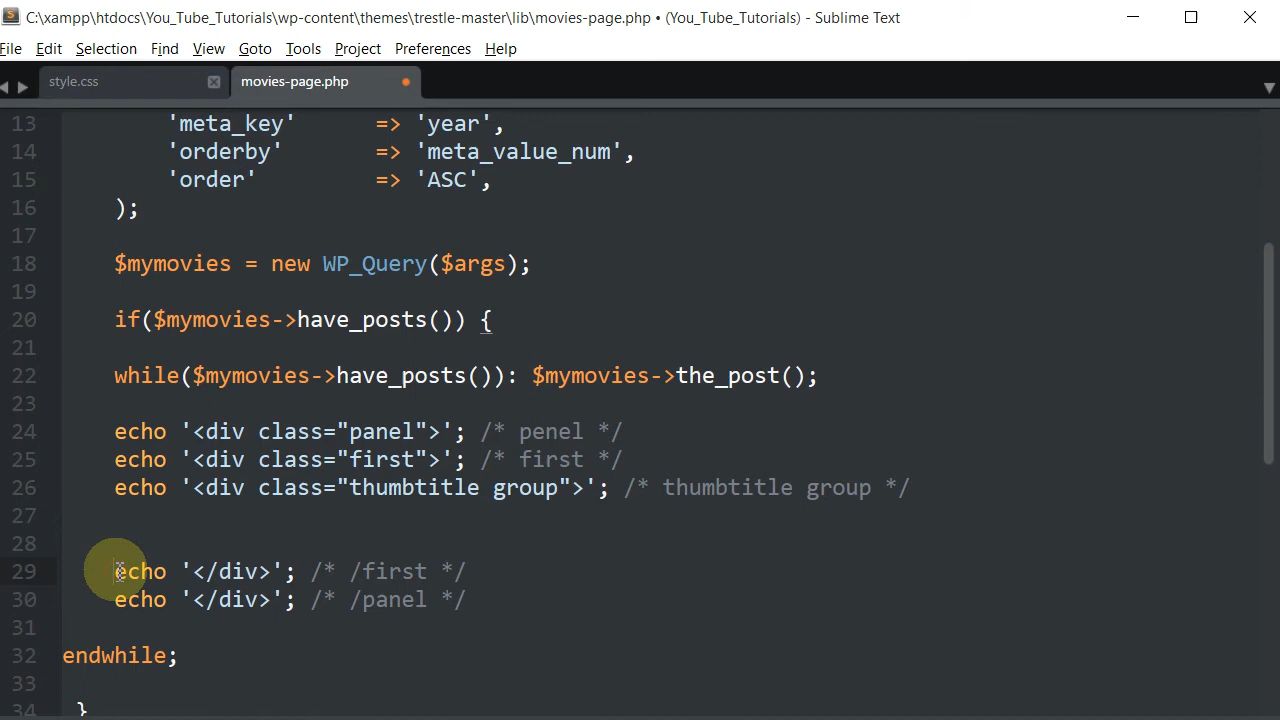 C:\xampp\htdocs\You_Tube_Tutorials\wp-content\themes\trestle-master\lib\movies-page.php • (You_Tube_Tutorials) - Sublime Text
File Edit Selection Find View Goto Tools Project Preferences Help
style.css movies-page.php
13 'meta_key' => 'year',
14 'orderby' => 'meta_value_num',
15 'order' => 'ASC',
16 );
17
18 $mymovies = new WP_Query($args);
19
20 if($mymovies->have_posts()) {
21
22 while($mymovies->have_posts()): $mymovies->the_post();
23
24 echo '<div class="panel">'; /* penel */
25 echo '<div class="first">'; /* first */
26 echo '<div class="thumbtitle group">'; /* thumbtitle group */
27
28
29 echo '</div>'; /* /first */
30 echo '</div>'; /* /panel */
31
32 endwhile;
33
34 }